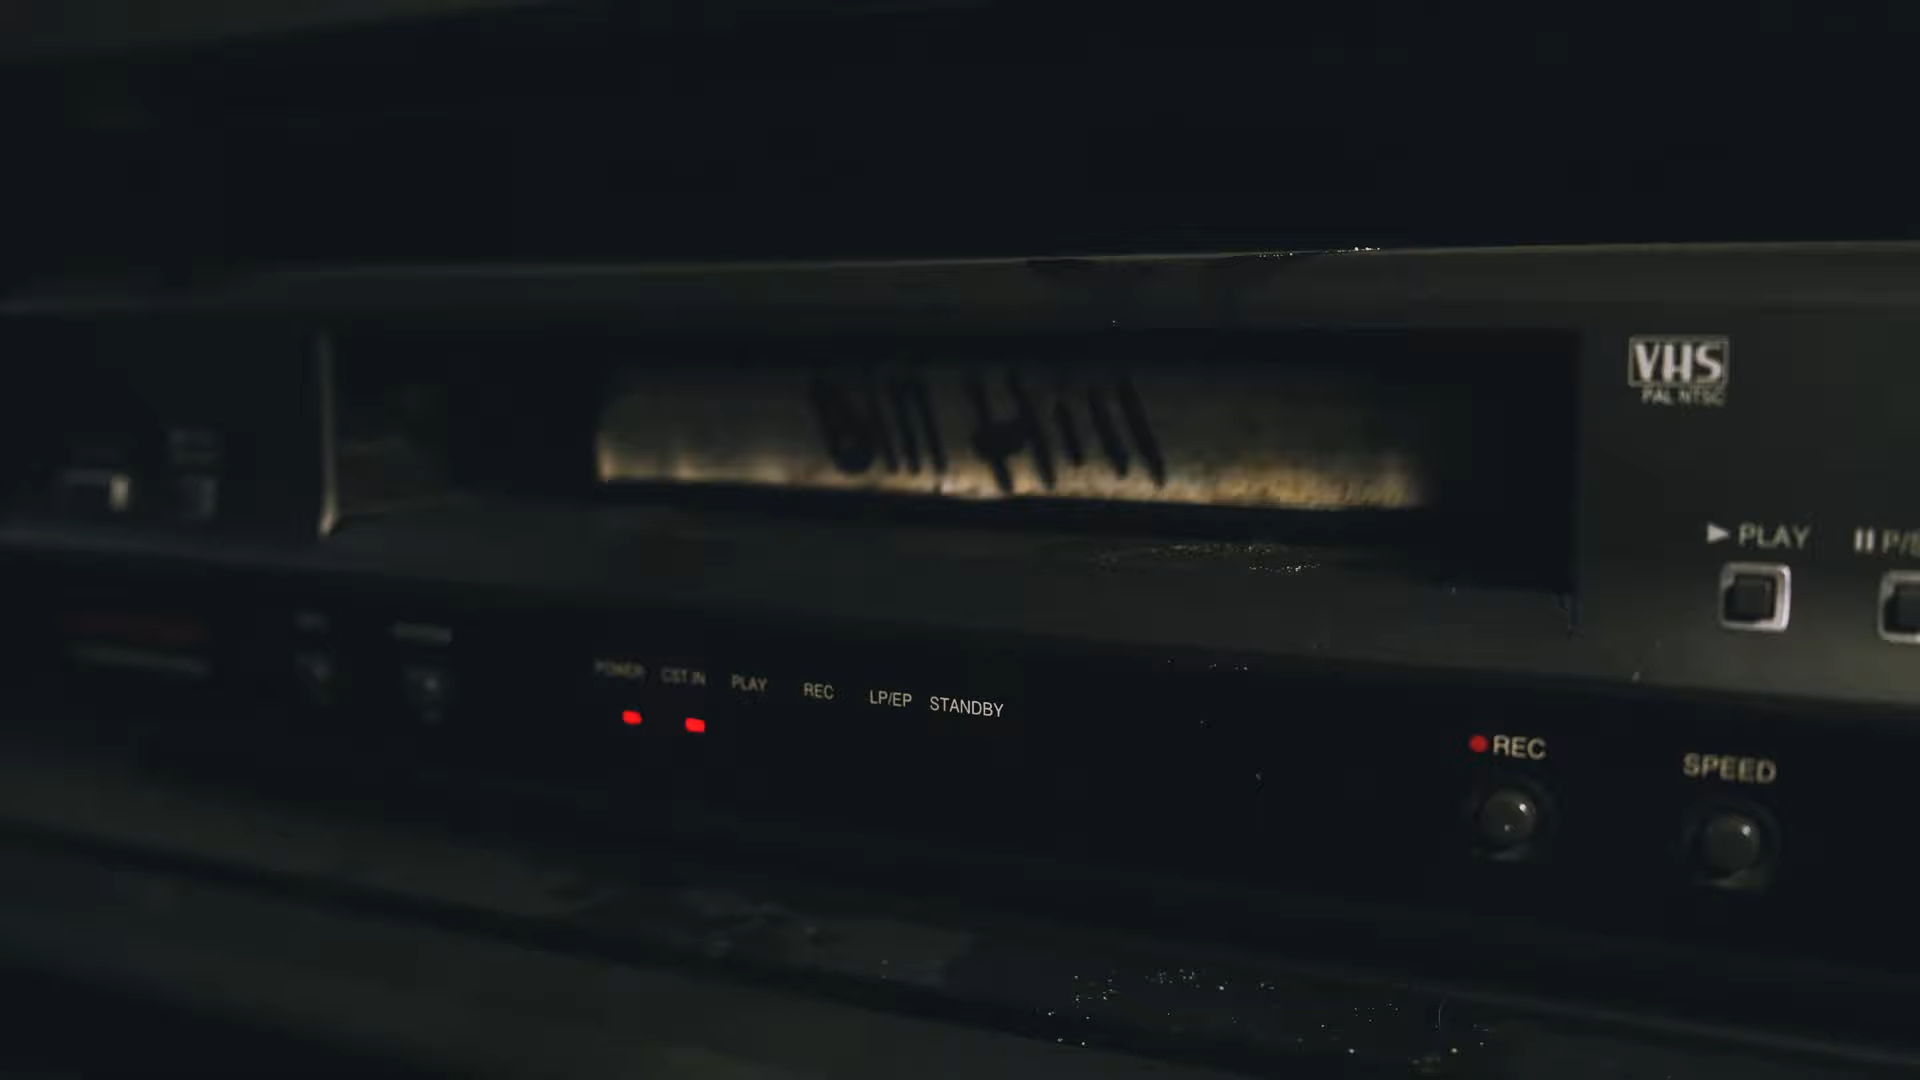 VHS
PAL NTSC
▶ PLAY
POWER CST IN PLAY REC LP/EP STANDBY
REC
SPEED